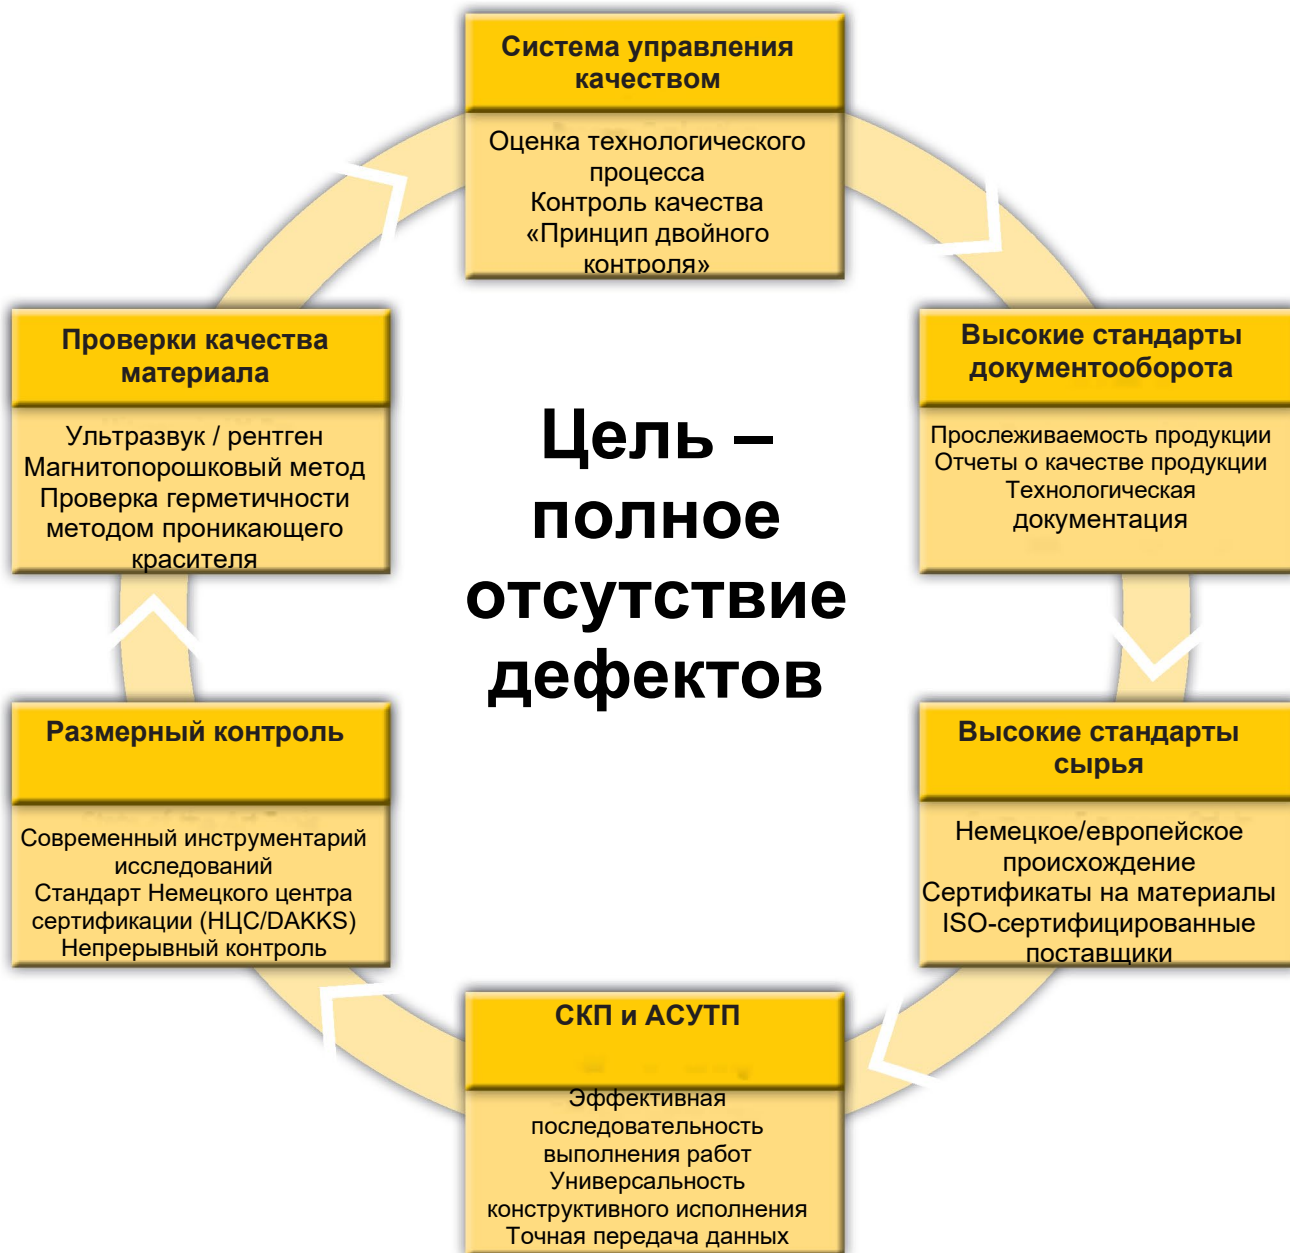 Система управления
качеством
Оценка технологического
процесса
Контроль качества
«Принцип двойного
контроля»
Проверки качества
материала
Ультразвук / рентген
Магнитопорошковый метод
Проверка герметичности
методом проникающего
красителя
Высокие стандарты
документооборота
Прослеживаемость продукции
Отчеты о качестве продукции
Технологическая
документация
Цель –
полное
отсутствие
дефектов
Размерный контроль
Современный инструментарий
исследований
Стандарт Немецкого центра
сертификации (НЦС/DAKKS)
Непрерывный контроль
Высокие стандарты
сырья
Немецкое/европейское
происхождение
Сертификаты на материалы
ISO-сертифицированные
поставщики
СКП и АСУТП
Эффективная
последовательность
выполнения работ
Универсальность
конструктивного исполнения
Точная передача данных